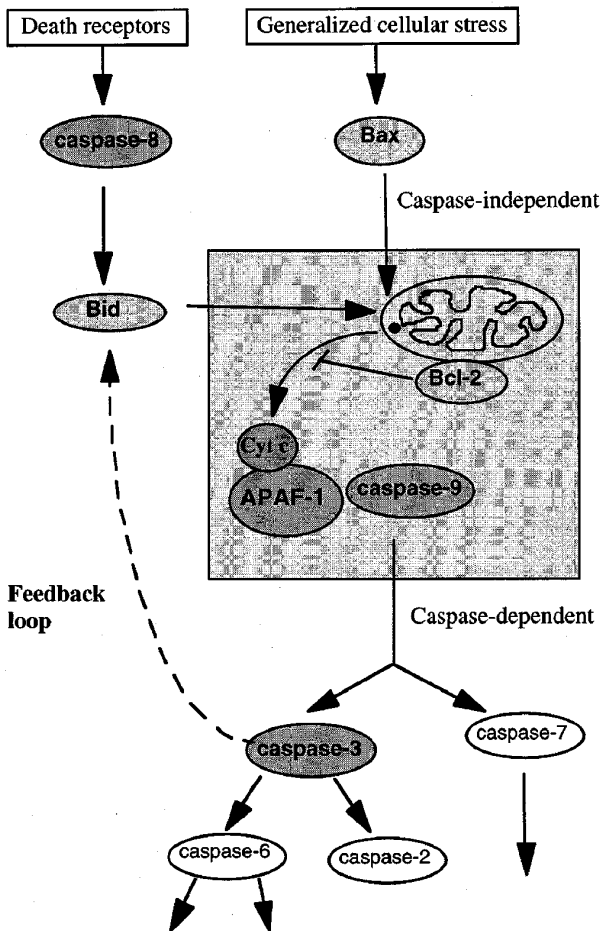 Death receptors
Generalized cellular stress
caspase-8
Bax
Caspase-independent
Bid
Bcl-2
Cyt c
APAF-1
caspase-9
Feedback
loop
Caspase-dependent
caspase-3
caspase-7
caspase-6
caspase-2